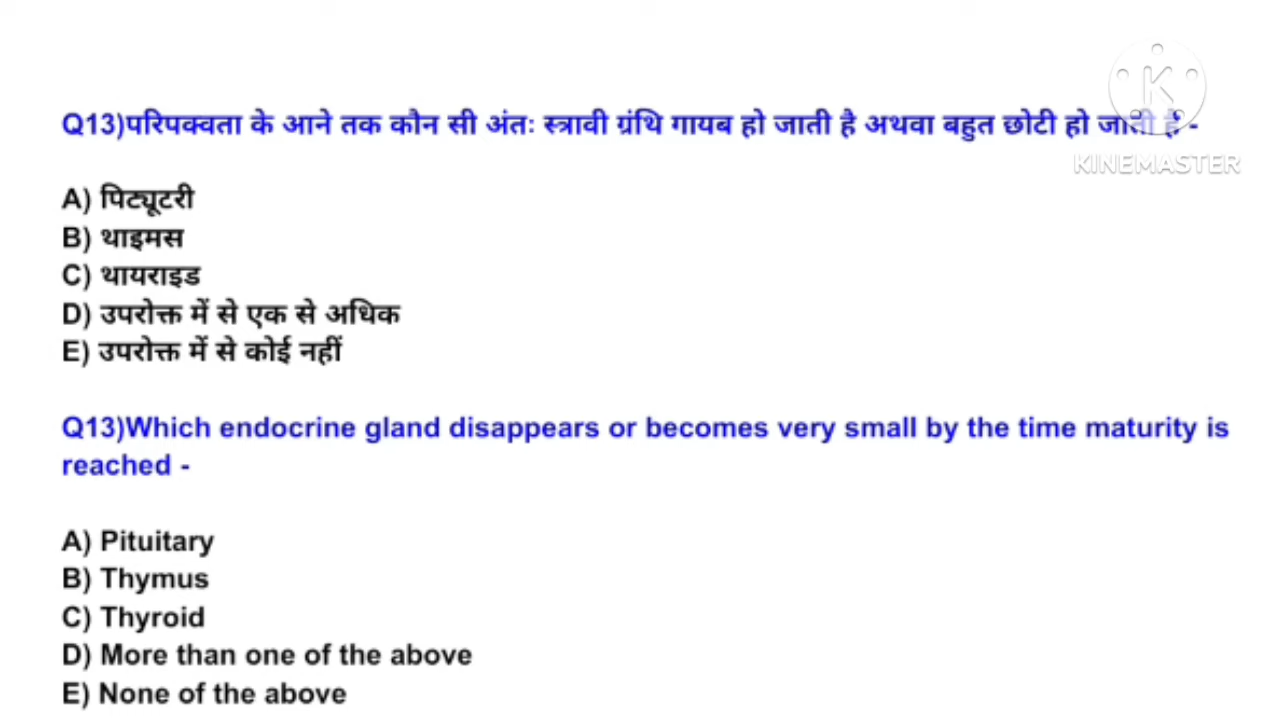 Q13)परिपक्वता के आने तक कौन सी अंतः स्त्रावी ग्रंथि गायब हो जाती है अथवा बहुत छोटी हो जाती है -
KINEMASTER
A) पिट्यूटरी
B) थाइमस
C) थायराइड
D) उपरोक्त में से एक से अधिक
E) उपरोक्त में से कोई नहीं
Q13)Which endocrine gland disappears or becomes very small by the time maturity is
reached -
A) Pituitary
B) Thymus
C) Thyroid
D) More than one of the above
E) None of the above